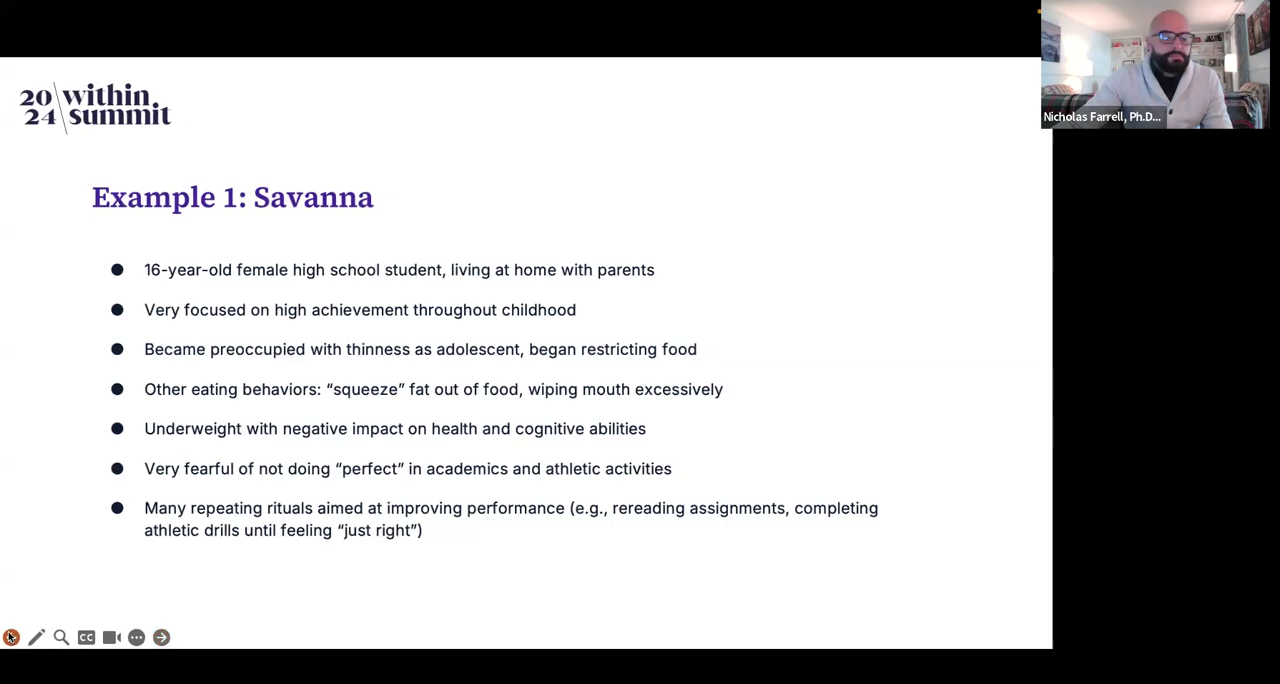 20 within
24 summit
Nicholas Farrell, Ph.D...
Example 1: Savanna
● 16-year-old female high school student, living at home with parents
● Very focused on high achievement throughout childhood
● Became preoccupied with thinness as adolescent, began restricting food
● Other eating behaviors: “squeeze” fat out of food, wiping mouth excessively
● Underweight with negative impact on health and cognitive abilities
● Very fearful of not doing “perfect” in academics and athletic activities
● Many repeating rituals aimed at improving performance (e.g., rereading assignments, completing
athletic drills until feeling “just right”)
CC